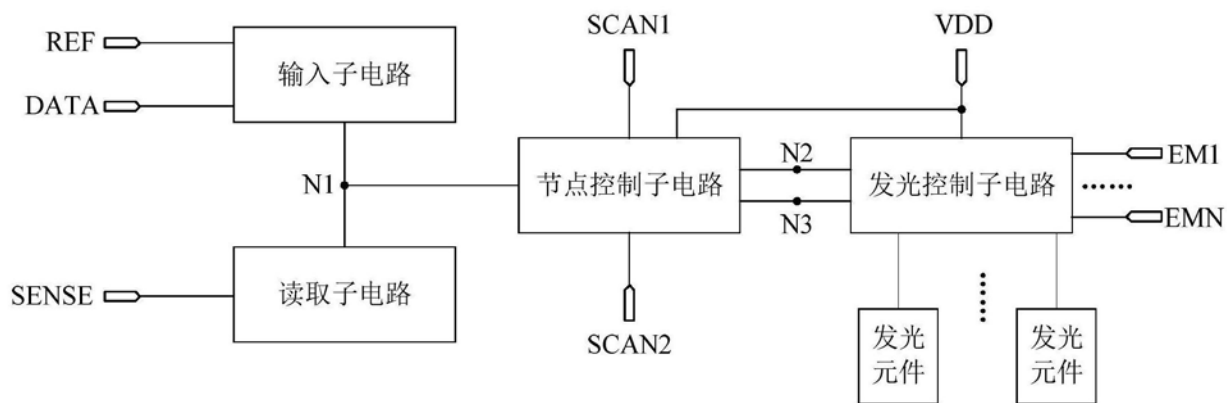 SCAN1
VDD
REF
输入子电路
DATA
N1
节点控制子电路
N2
N3
发光控制子电路
EM1
······
EMN
SENSE
读取子电路
SCAN2
发光
元件
······
发光
元件